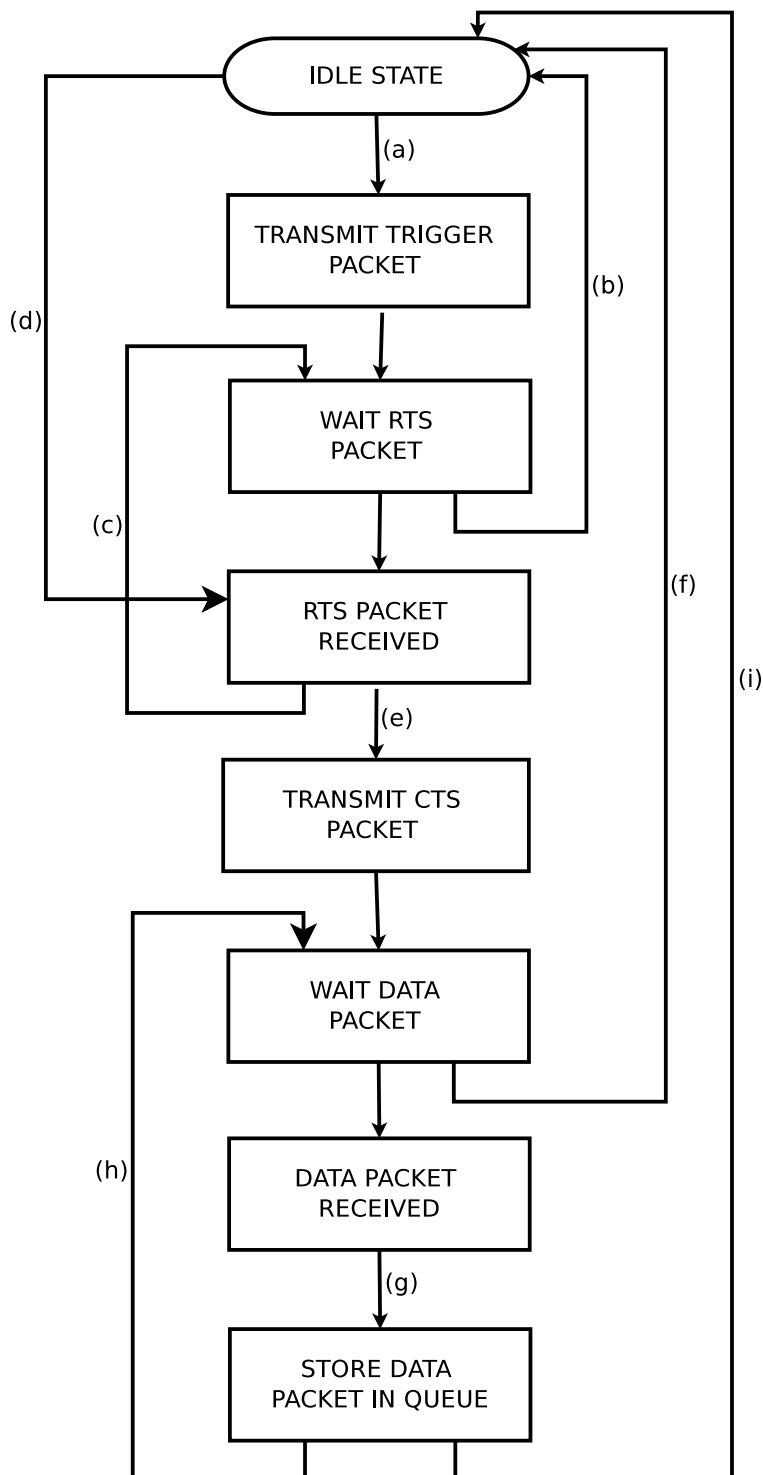 IDLE STATE
(a)
TRANSMIT TRIGGER
PACKET
(b)
(d)
WAIT RTS
PACKET
(c)
(f)
RTS PACKET
RECEIVED
(i)
(e)
TRANSMIT CTS
PACKET
WAIT DATA
PACKET
(h)
DATA PACKET
RECEIVED
(g)
STORE DATA
PACKET IN QUEUE